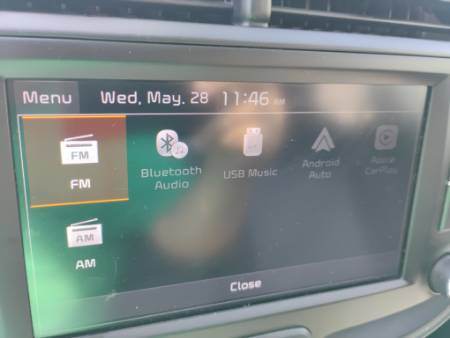 Menu Wed, May. 28 11:46 AM
FM
FM
Bluetooth
Audio
USB Music
Android
Auto
Apple
CarPlay
AM
AM
Close